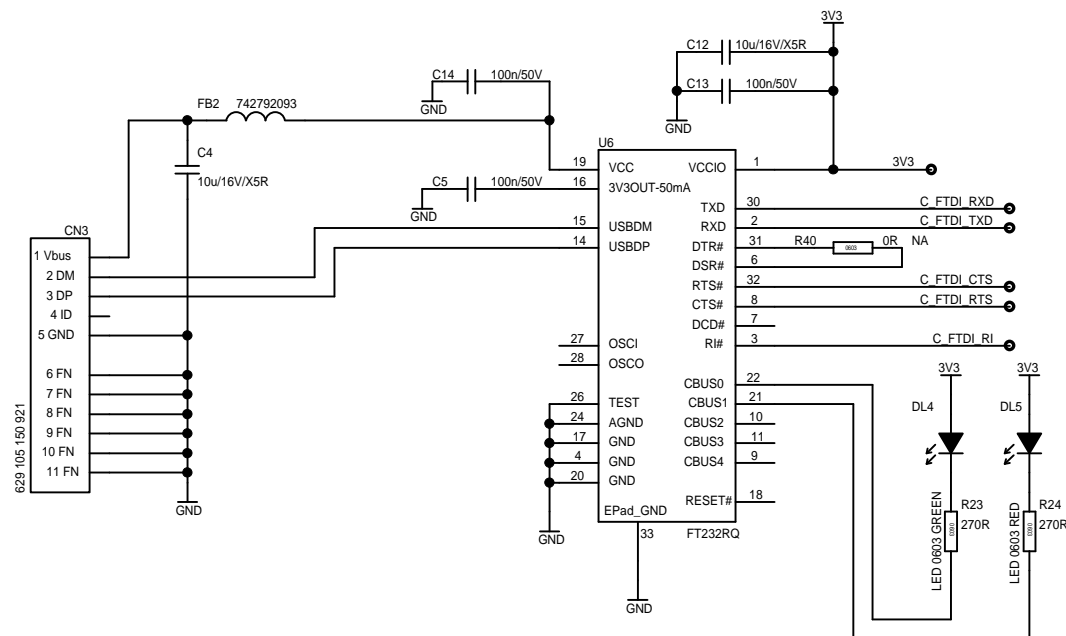 3V3
C12 10u/16V/X5R
C14 100n/50V
C13 100n/50V
GND
GND
FB2 742792093
U6
C4
10u/16V/X5R
19 VCC VCCIO 1 3V3
C5 100n/50V 16 3V3OUT-50mA
GND
TXD 30 C_FTDI_RXD
15 USBDM RXD 2 C_FTDI_TXD
CN3
14 USBDP DTR# 31 R40 0603 0R NA
1 Vbus
DSR# 6
2 DM
RTS# 32 C_FTDI_CTS
3 DP
CTS# 8 C_FTDI_RTS
4 ID
DCD# 7
5 GND
27 OSCI RI# 3 C_FTDI_RI
28 OSCO
6 FN
CBUS0 22 3V3 3V3
7 FN
26 TEST CBUS1 21
8 FN
DL4 DL5
24 AGND CBUS2 10
9 FN
17 GND CBUS3 11
10 FN
4 GND CBUS4 9
11 FN
20 GND
629 105 150 921
GND
RESET# 18
EPad_GND
R23 R24
270R 270R
0603 0603
LED 0603 GREEN
LED 0603 RED
GND 33 FT232RQ
GND